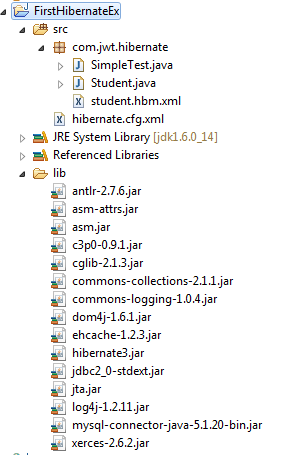 FirstHibernateEx
src
com.jwt.hibernate
SimpleTest.java
Student.java
student.hbm.xml
hibernate.cfg.xml
JRE System Library [jdk1.6.0_14]
Referenced Libraries
lib
antlr-2.7.6.jar
asm-attrs.jar
asm.jar
c3p0-0.9.1.jar
cglib-2.1.3.jar
commons-collections-2.1.1.jar
commons-logging-1.0.4.jar
dom4j-1.6.1.jar
ehcache-1.2.3.jar
hibernate3.jar
jdbc2_0-stdext.jar
jta.jar
log4j-1.2.11.jar
mysql-connector-java-5.1.20-bin.jar
xerces-2.6.2.jar